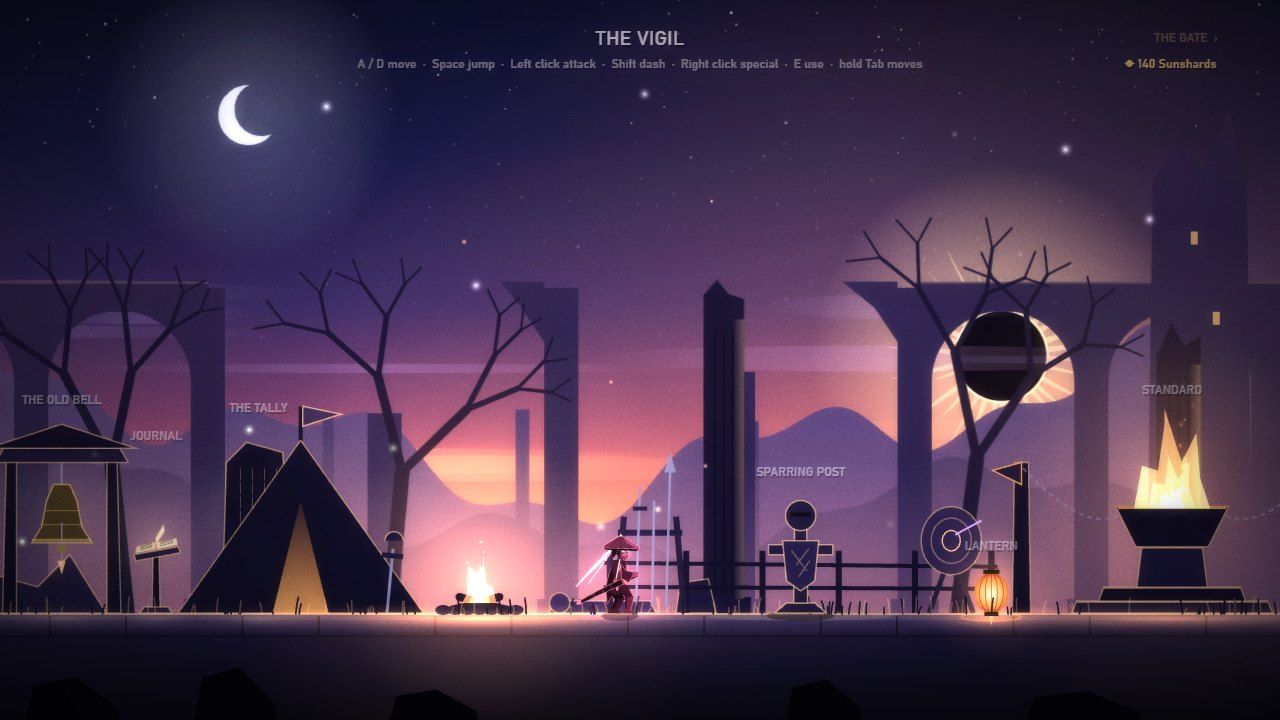 THE VIGIL
THE GATE ›
A / D move · Space jump · Left click attack · Shift dash · Right click special · E use · hold Tab moves
140 Sunshards
STANDARD
THE OLD BELL
THE TALLY
JOURNAL
SPARRING POST
LANTERN